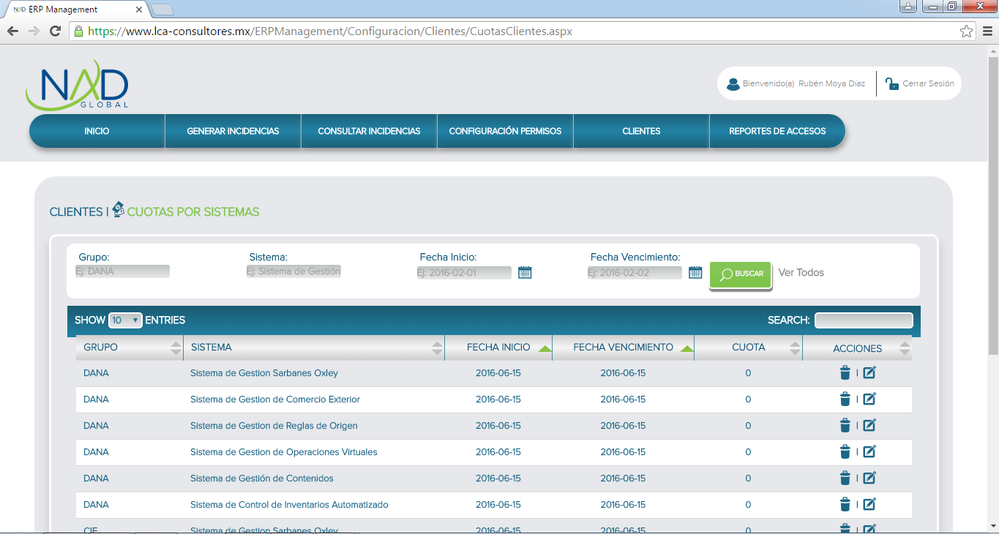 NAD ERP Management
https://www.lca-consultores.mx/ERPManagement/Configuracion/Clientes/CuotasClientes.aspx
NAD
GLOBAL
Bienvenido(a) Rubén Moya Díaz
Cerrar Sesión
INICIO
GENERAR INCIDENCIAS
CONSULTAR INCIDENCIAS
CONFIGURACIÓN PERMISOS
CLIENTES
REPORTES DE ACCESOS
CLIENTES | CUOTAS POR SISTEMAS
Grupo: Sistema: Fecha Inicio: Fecha Vencimiento:
Ej: DANA Ej: Sistema de Gestión Ej: 2016-02-01 Ej: 2016-02-02 BUSCAR Ver Todos
SHOW 10 ENTRIES SEARCH:
GRUPO SISTEMA FECHA INICIO FECHA VENCIMIENTO CUOTA ACCIONES
DANA Sistema de Gestion Sarbanes Oxley 2016-06-15 2016-06-15 0 |
DANA Sistema de Gestion de Comercio Exterior 2016-06-15 2016-06-15 0 |
DANA Sistema de Gestion de Reglas de Origen 2016-06-15 2016-06-15 0 |
DANA Sistema de Gestion de Operaciones Virtuales 2016-06-15 2016-06-15 0 |
DANA Sistema de Gestión de Contenidos 2016-06-15 2016-06-15 0 |
DANA Sistema de Control de Inventarios Automatizado 2016-06-15 2016-06-15 0 |
Sistema de Gestion Sarbanes Oxley 2016-06-15 2016-06-15 0 |